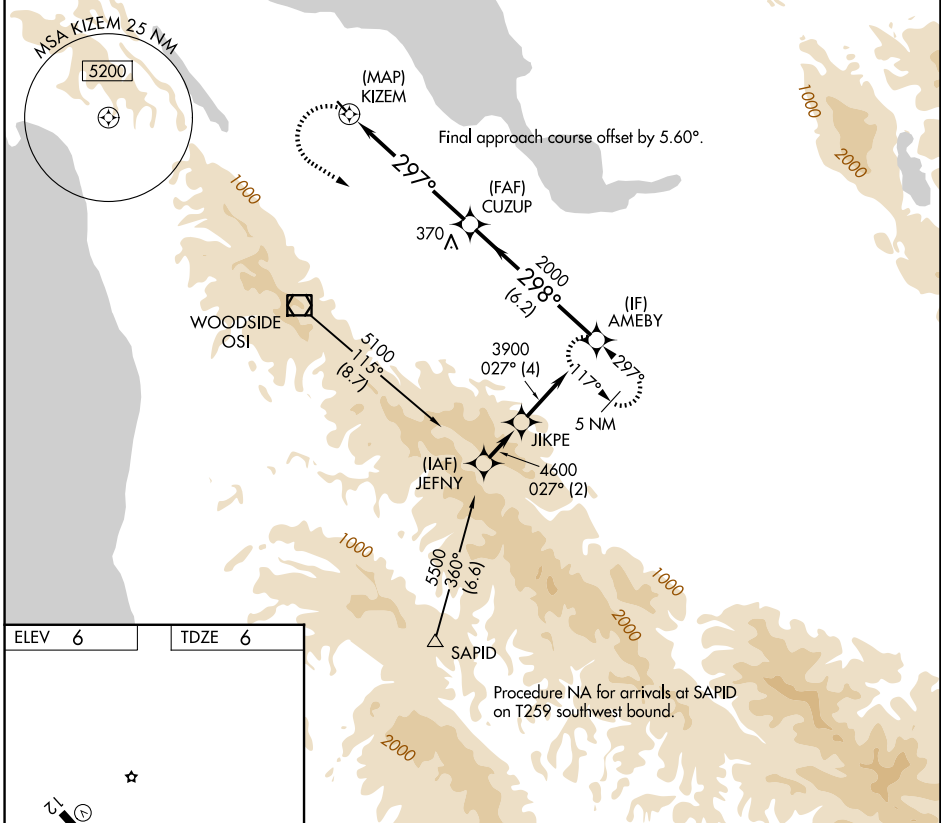 MSA KIZEM 25 NM
5200
(MAP)
KIZEM
Final approach course offset by 5.60°.
1000
2000
1000
297°
(FAF)
CUZUP
370
2000
298°
(6.2)
(IF)
AMEBY
WOODSIDE
OSI
5100
115°
(8.7)
3900
027° (4)
117°
297°
5 NM
JIKPE
(IAF)
JEFNY
4600
027° (2)
1000
5500
360°
(6.6)
1000
2000
SAPID
ELEV 6
TDZE 6
Procedure NA for arrivals at SAPID
on T259 southwest bound.
2000
12
V